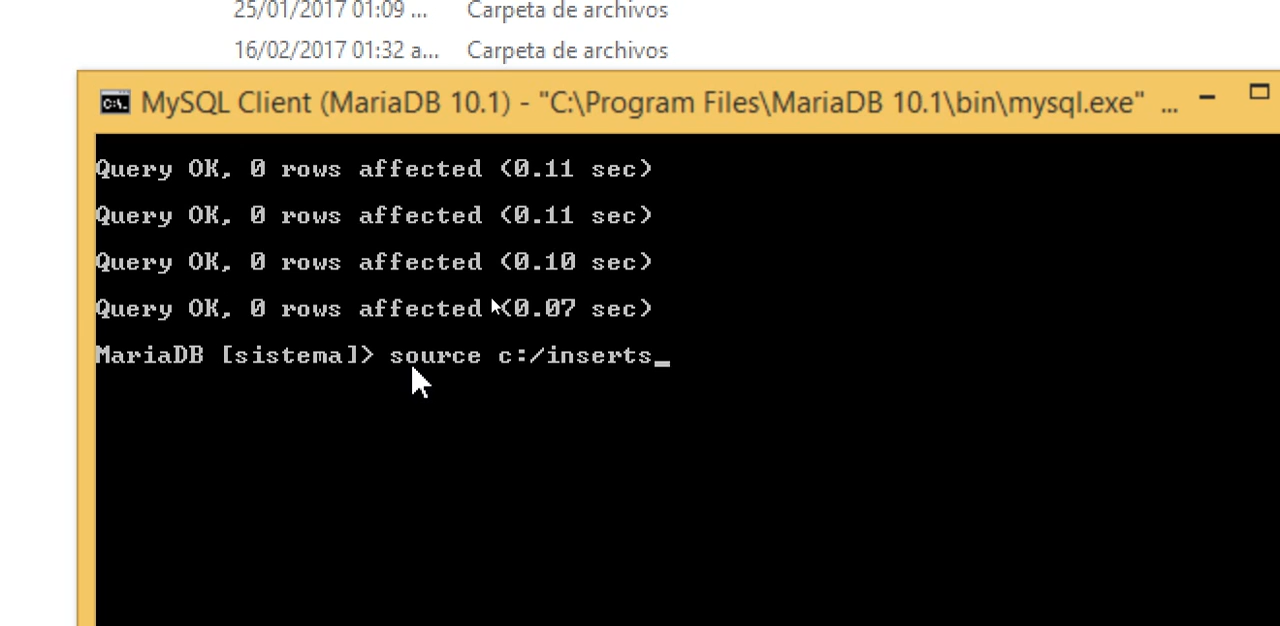 25/01/2017 01:09 ... Carpeta de archivos
16/02/2017 01:32 a... Carpeta de archivos
C:\. MySQL Client (MariaDB 10.1) - "C:\Program Files\MariaDB 10.1\bin\mysql.exe" ...
Query OK, 0 rows affected (0.11 sec)
Query OK, 0 rows affected (0.11 sec)
Query OK, 0 rows affected (0.10 sec)
Query OK, 0 rows affected (0.07 sec)
MariaDB [sistema]> source c:/inserts_